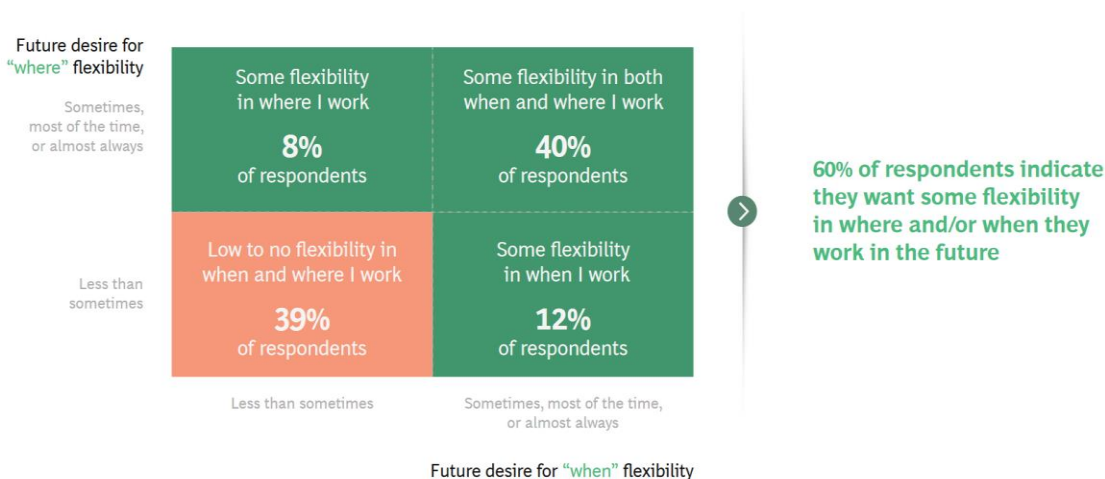 Future desire for
“where” flexibility
Sometimes,
most of the time,
or almost always
Less than
sometimes
Some flexibility
in where I work
8%
of respondents
Some flexibility in both
when and where I work
40%
of respondents
Low to no flexibility in
when and where I work
39%
of respondents
Some flexibility
in when I work
12%
of respondents
Less than sometimes
Sometimes, most of the time,
or almost always
Future desire for “when” flexibility
60% of respondents indicate
they want some flexibility
in where and/or when they
work in the future